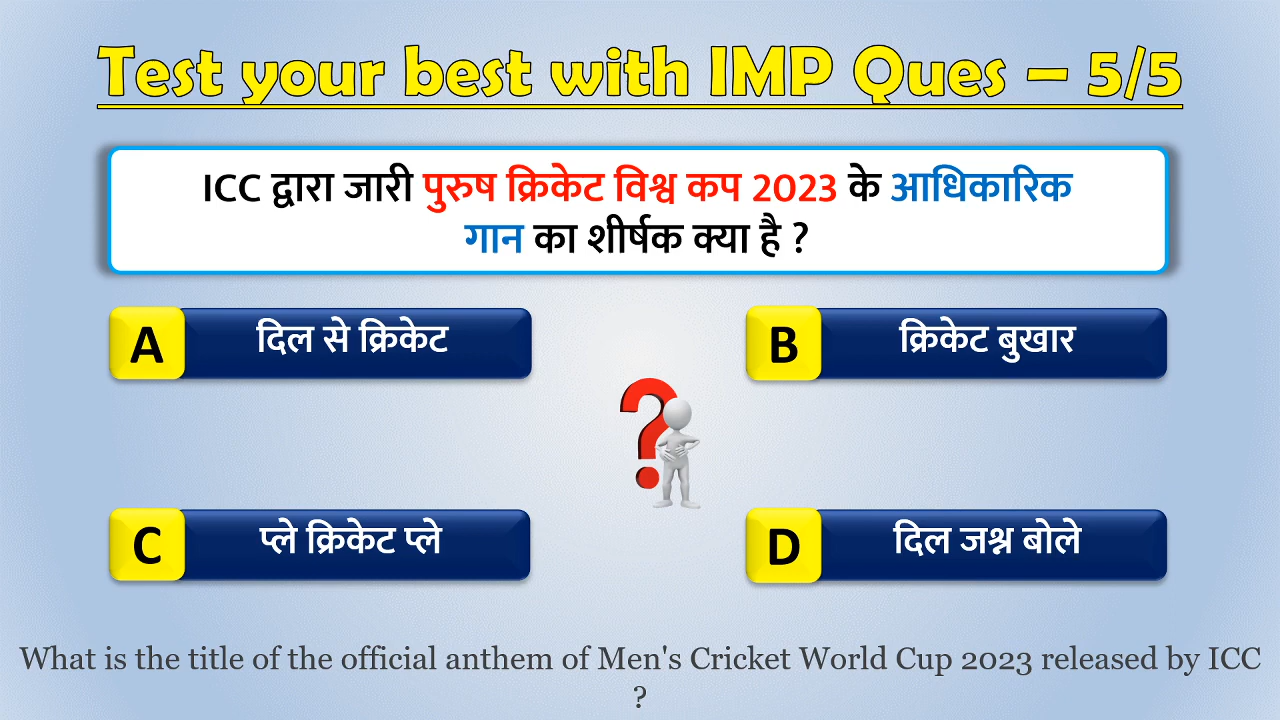 Test your best with IMP Ques – 5/5
ICC द्वारा जारी पुरुष क्रिकेट विश्व कप 2023 के आधिकारिक
गान का शीर्षक क्या है ?
A दिल से क्रिकेट
B क्रिकेट बुखार
C प्ले क्रिकेट प्ले
D दिल जश्न बोले
What is the title of the official anthem of Men's Cricket World Cup 2023 released by ICC
?